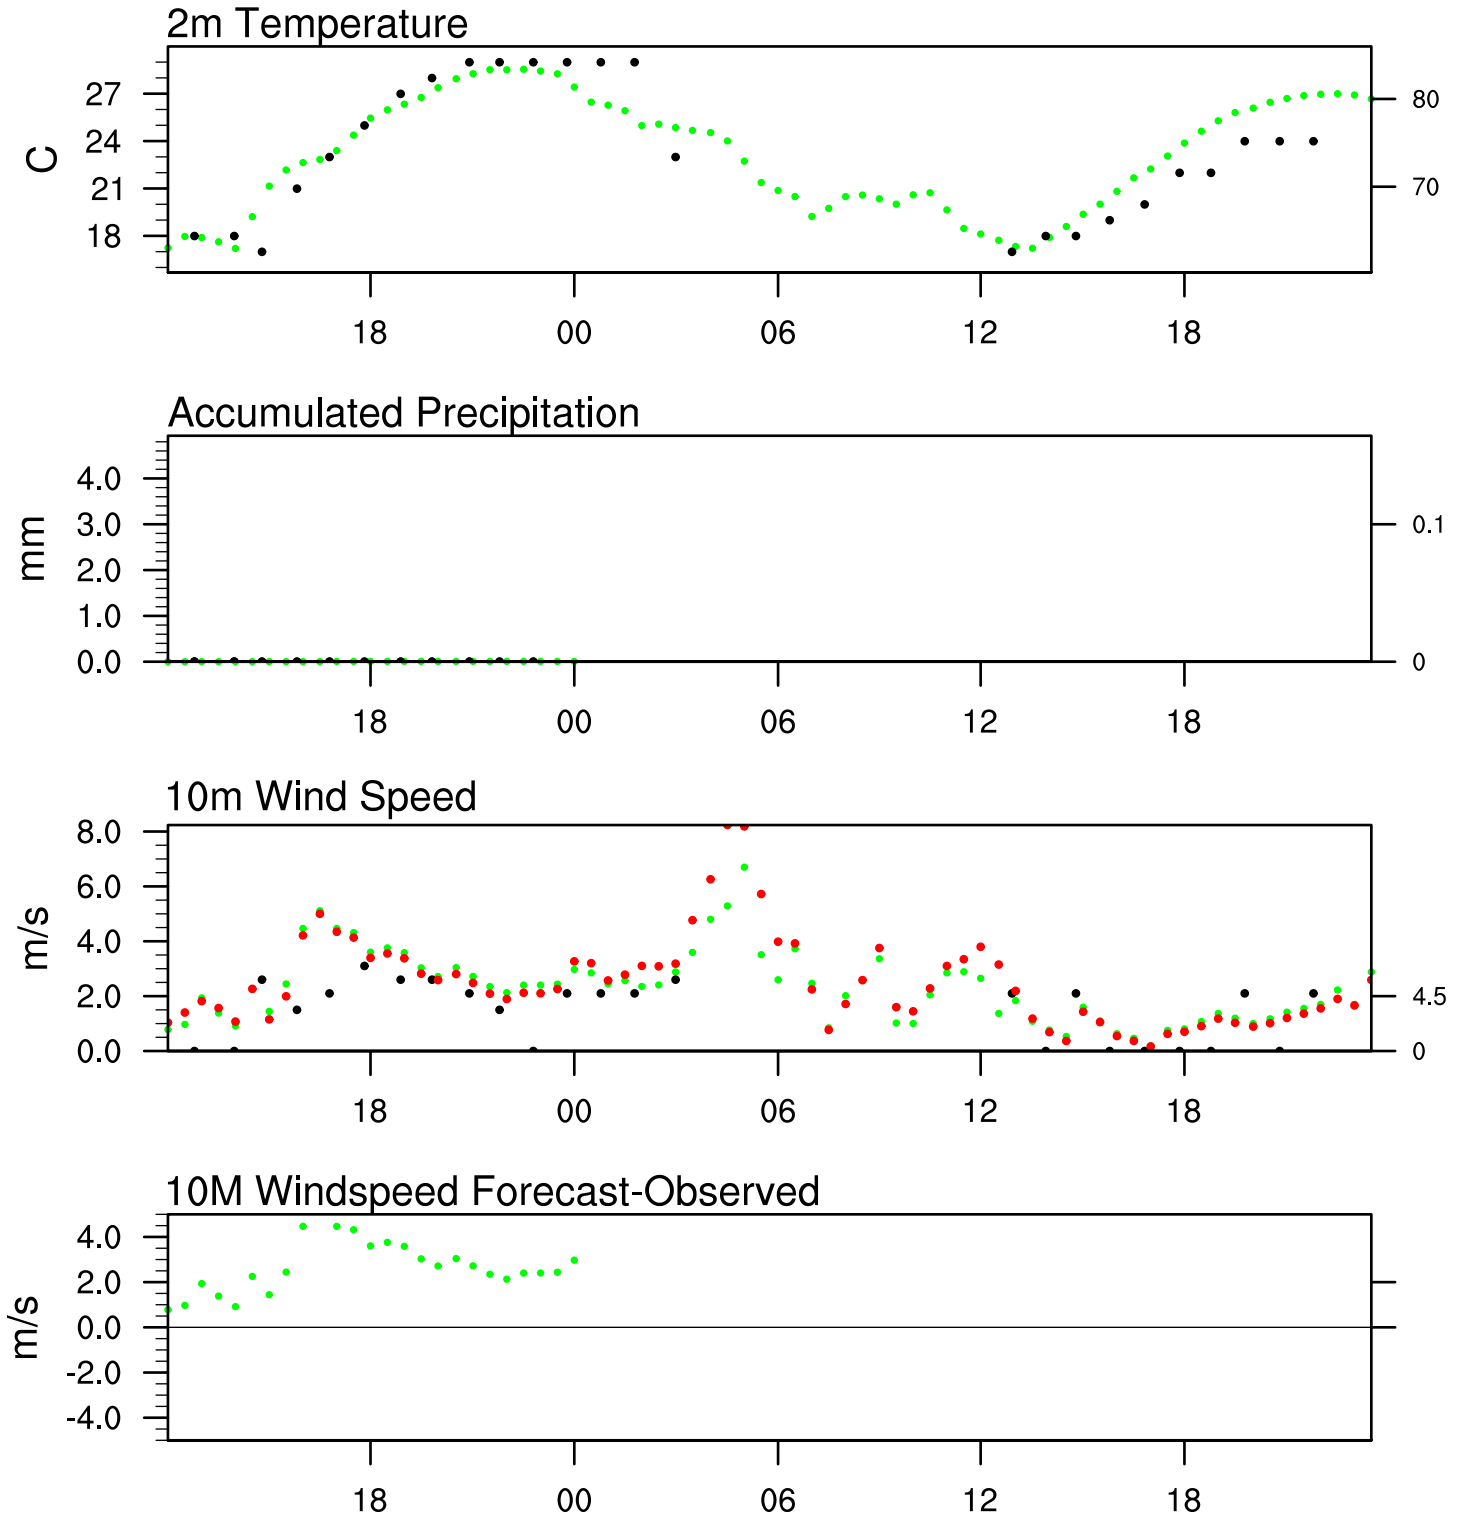 2m Temperature
27
24
21
18
C
80
70
18 00 06 12 18
Accumulated Precipitation
4.0
3.0
2.0
1.0
0.0
mm
0.1
0
18 00 06 12 18
10m Wind Speed
8.0
6.0
4.0
2.0
0.0
m/s
4.5
0
18 00 06 12 18
10M Windspeed Forecast-Observed
4.0
2.0
0.0
-2.0
-4.0
m/s
18 00 06 12 18